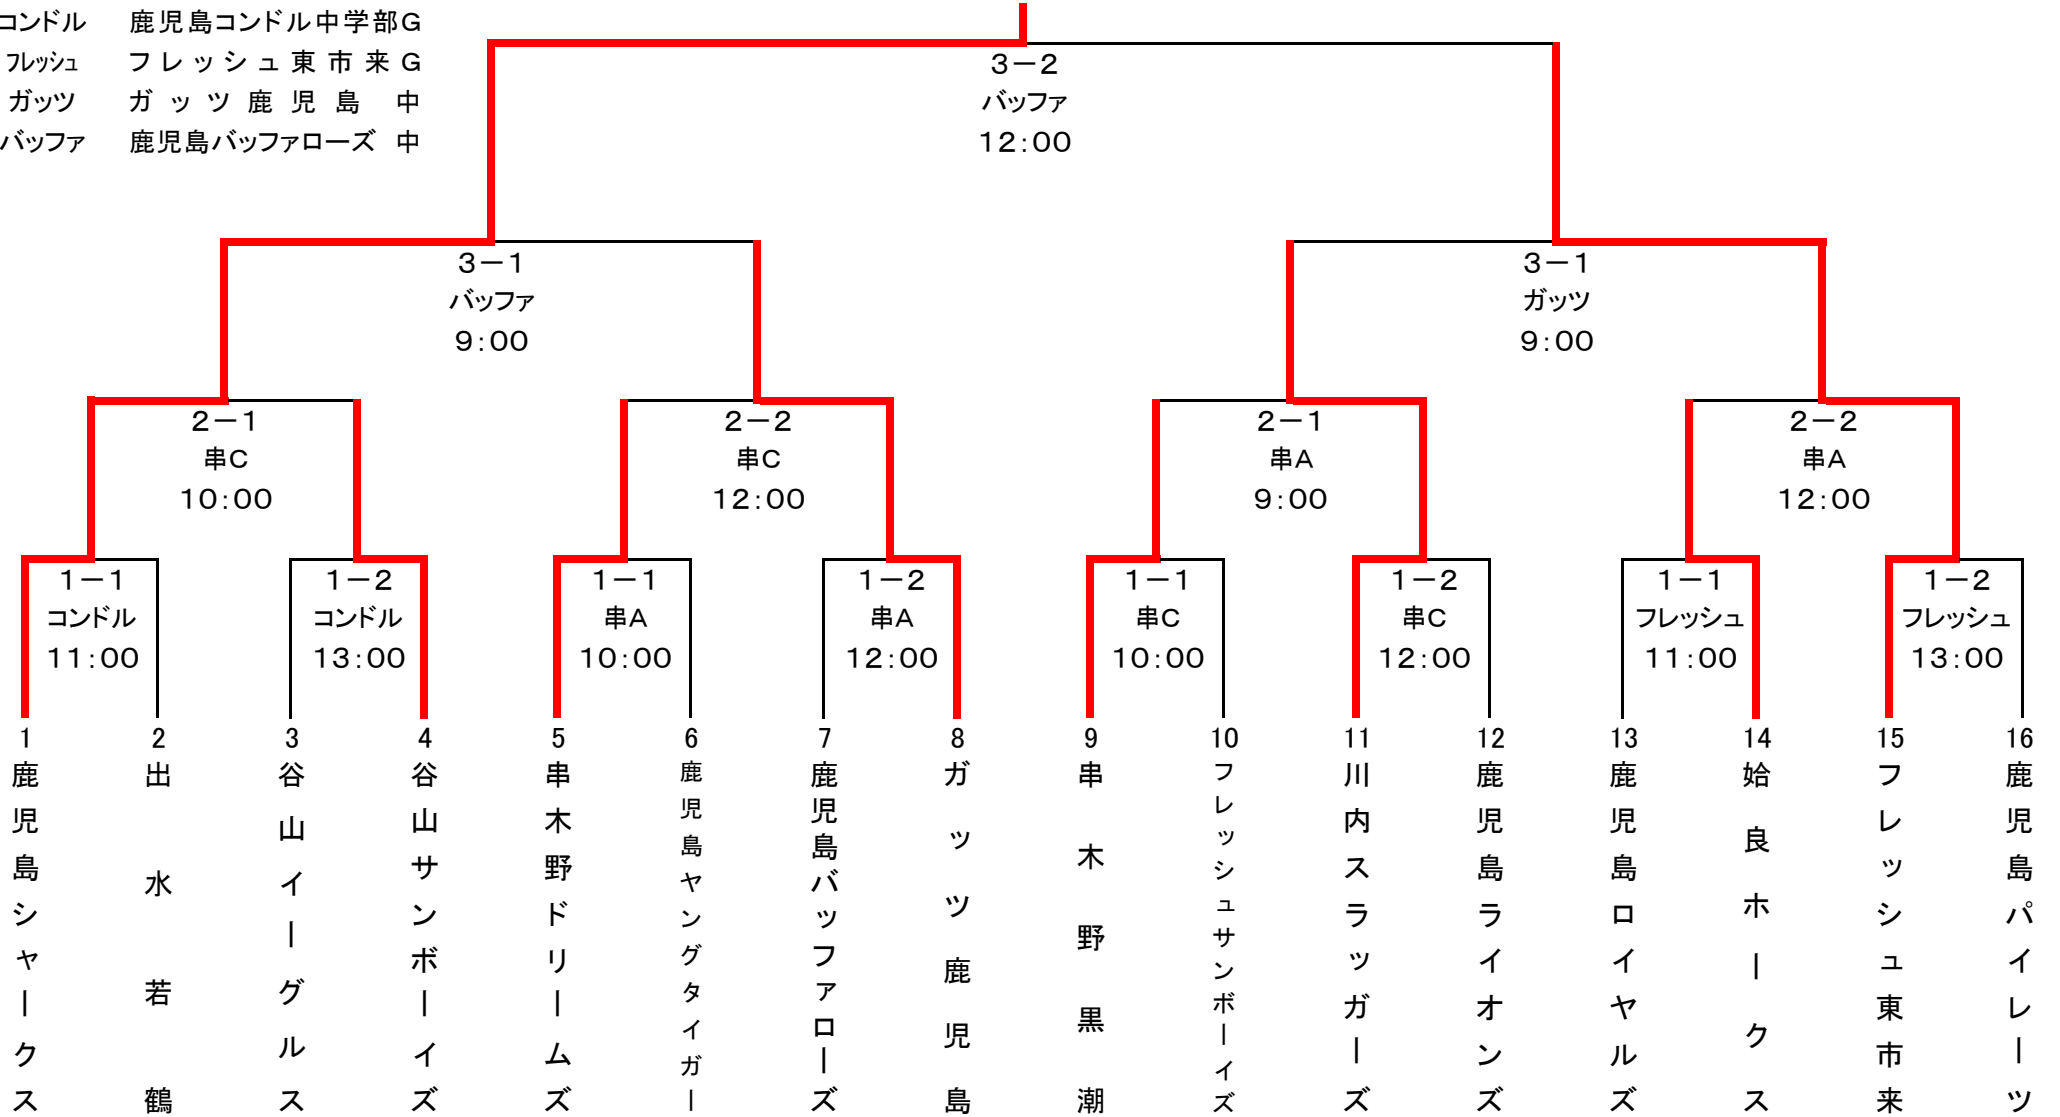 コンドル 鹿児島コンドル中学部G
フレッシュ フレッシュ東市来G
ガッツ ガッツ鹿児島 中
バッファ 鹿児島バッファローズ 中
3－2
バッファ
12:00
3－1
バッファ
9:00
3－1
ガッツ
9:00
2－1
串C
10:00
2－2
串C
12:00
2－1
串A
9:00
2－2
串A
12:00
1－1
コンドル
11:00
1－2
コンドル
13:00
1－1
串A
10:00
1－2
串A
12:00
1－1
串C
10:00
1－2
串C
12:00
1－1
フレッシュ
11:00
1－2
フレッシュ
13:00
1
鹿児島シャークス
2
出水若鶴
3
谷山イーグルス
4
谷山サンボーイズ
5
串木野ドリームズ
6
鹿児島ヤングタイガー
7
鹿児島バッファローズ
8
ガッツ鹿児島
9
串木野黒潮
10
フレッシュサンボーイズ
11
川内スラッガーズ
12
鹿児島ライオンズ
13
鹿児島ロイヤルズ
14
姶良ホークス
15
フレッシュ東市来
16
鹿児島パイレーツ